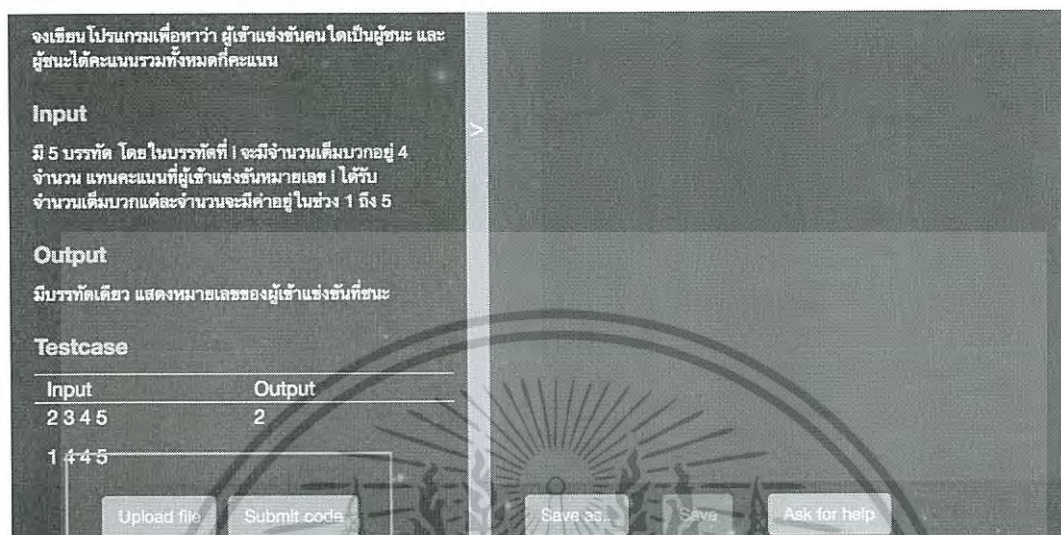 จงเขียนโปรแกรมเพื่อหาว่า ผู้เข้าแข่งขันคนใดเป็นผู้ชนะ และ
ผู้ชนะได้คะแนนรวมทั้งหมดกี่คะแนน
Input
มี 5 บรรทัด โดยในบรรทัดที่ i จะมีจำนวนเต็มบวกอยู่ 4
จำนวน แทนคะแนนที่ผู้เข้าแข่งขันหมายเลข i ได้รับ
จำนวนเต็มบวกแต่ละจำนวนจะมีค่าอยู่ในช่วง 1 ถึง 5
>
Output
มีบรรทัดเดียว แสดงหมายเลขของผู้เข้าแข่งขันที่ชนะ
Testcase
Input Output
2 3 4 5 2
1 4 4 5
Upload file Submit code Save as.. Save Ask for help